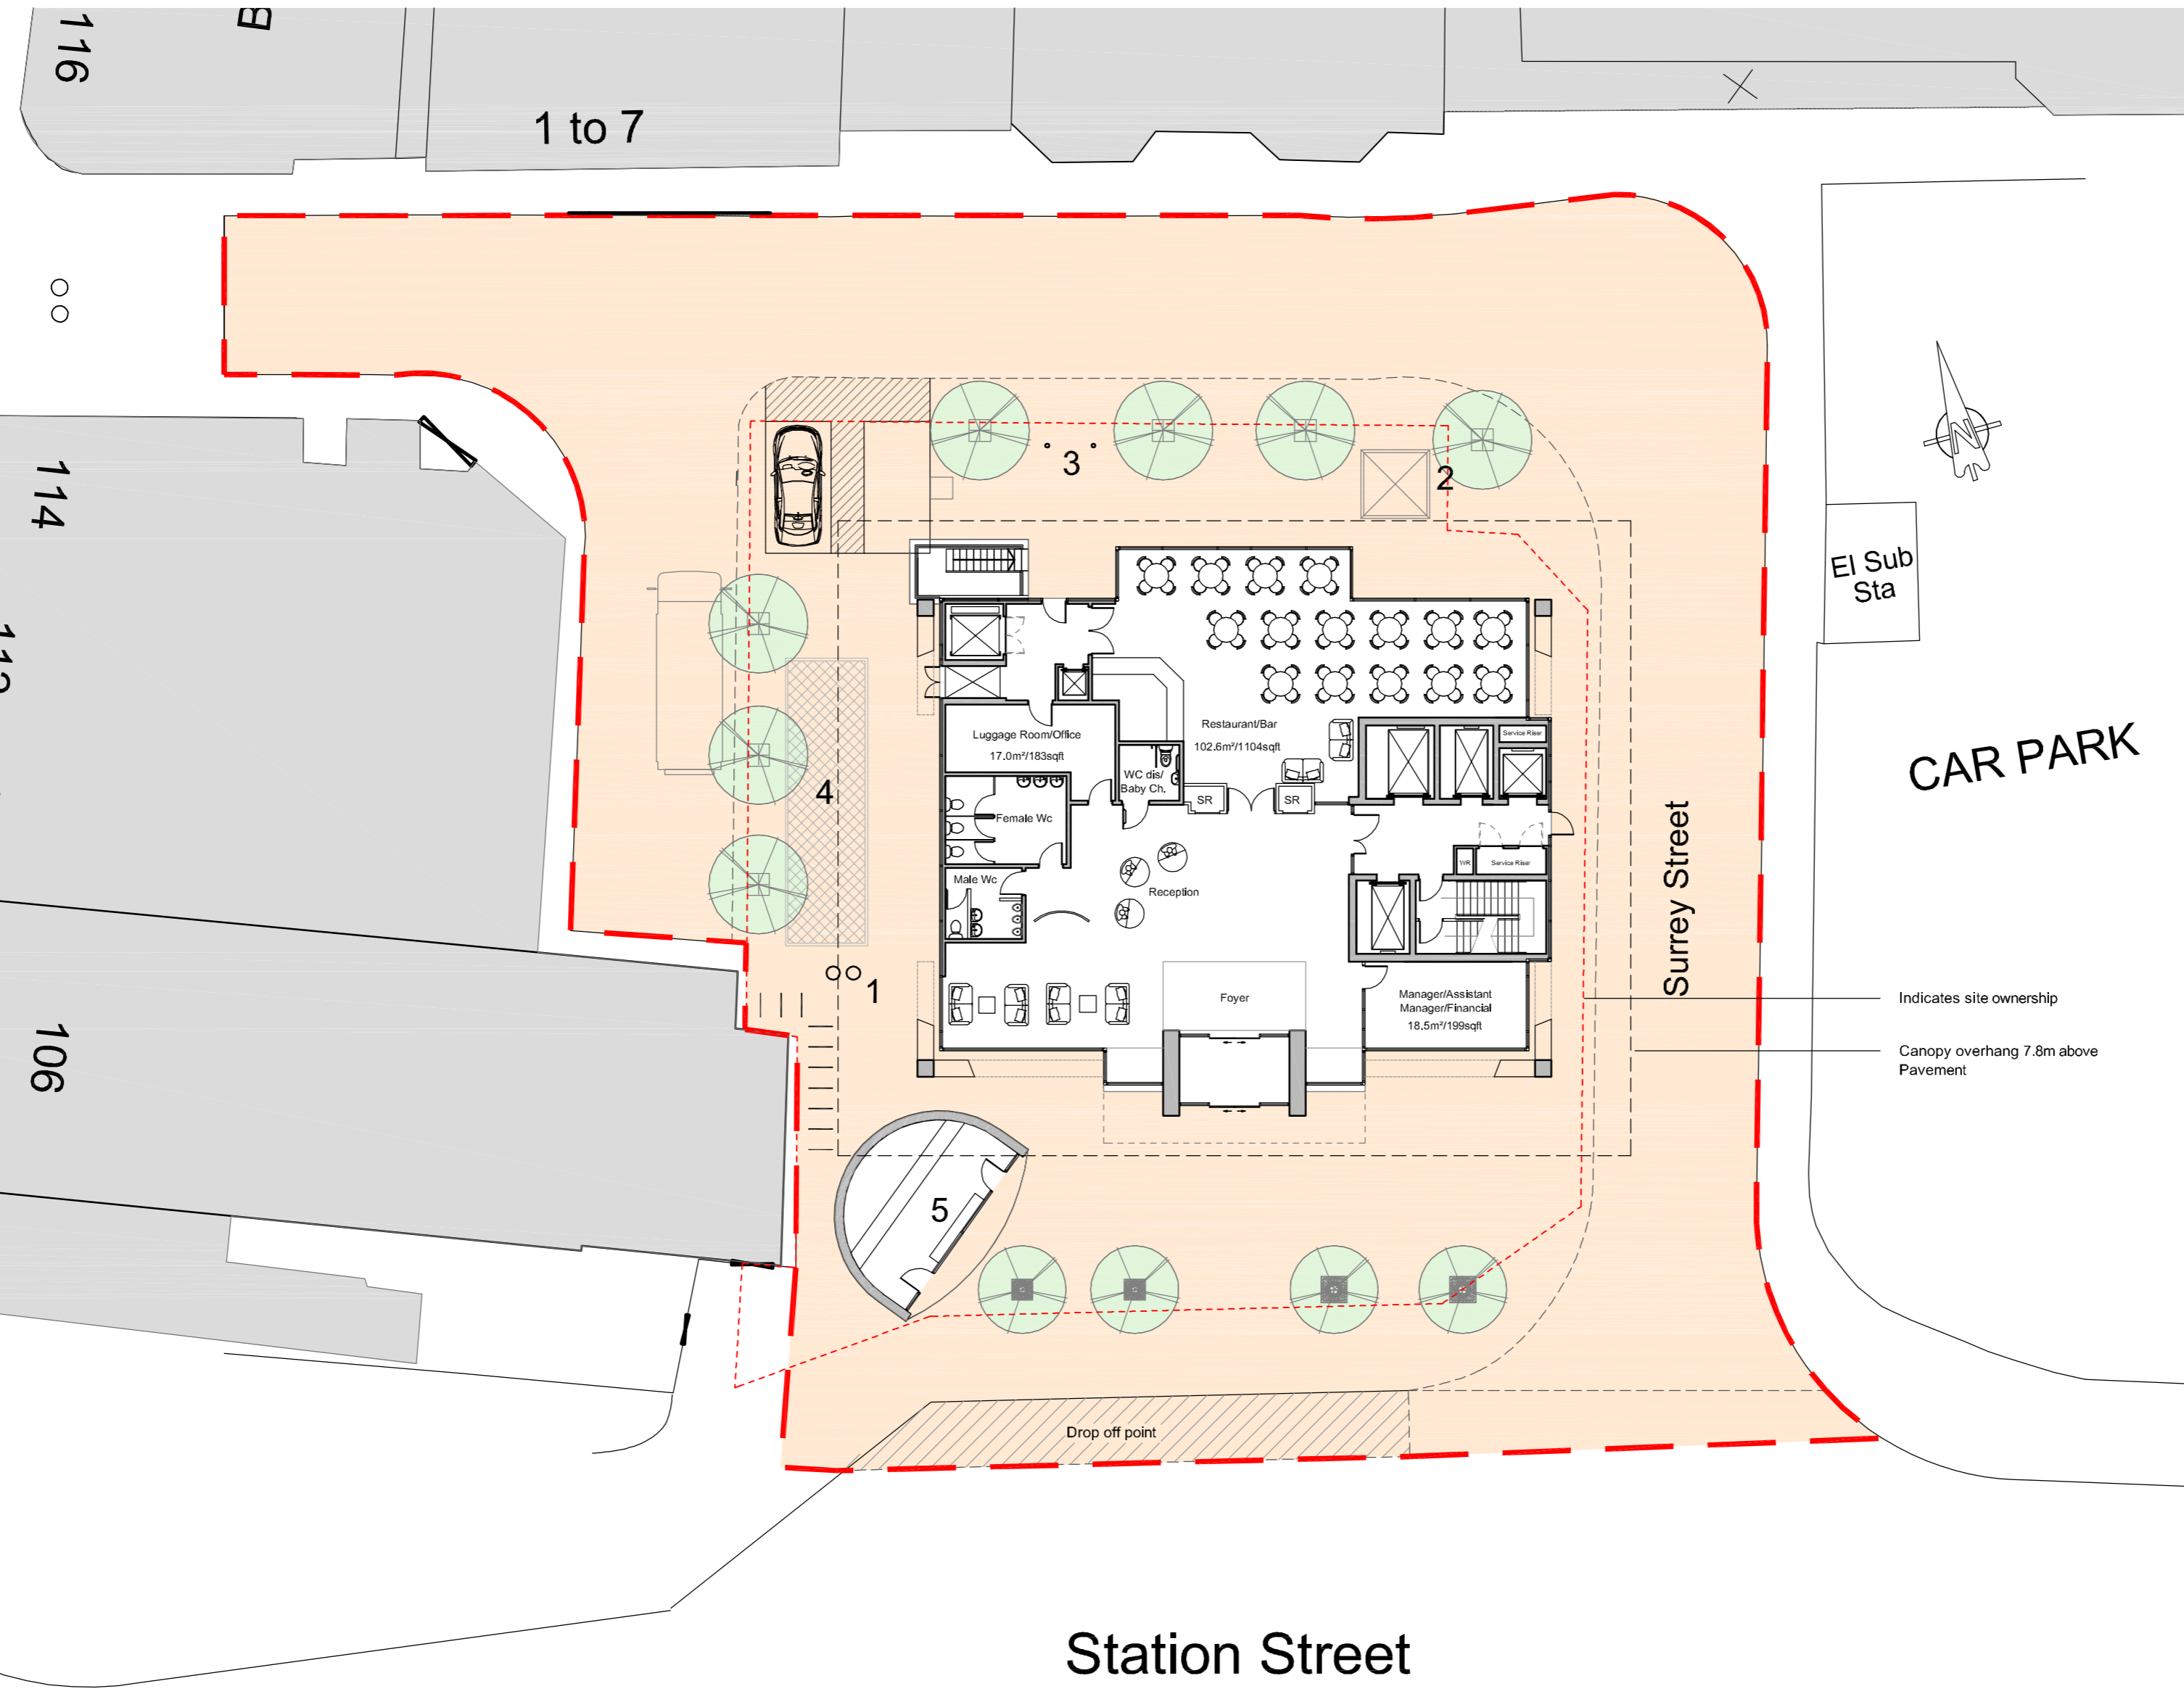 116
B
1 to 7
114
3
2
N
El Sub
Sta
Restaurant/Bar
102.6m²/1104sqft
Service Riser
Luggage Room/Office
17.0m²/183sqft
CAR PARK
WC dis/
Baby Ch.
SR
SR
4
Female Wc
Surrey Street
WR
Service Riser
Male Wc
Reception
1
Foyer
Manager/Assistant
Manager/Financial
18.5m²/199sqft
Indicates site ownership
106
Canopy overhang 7.8m above
Pavement
5
Drop off point
Station Street